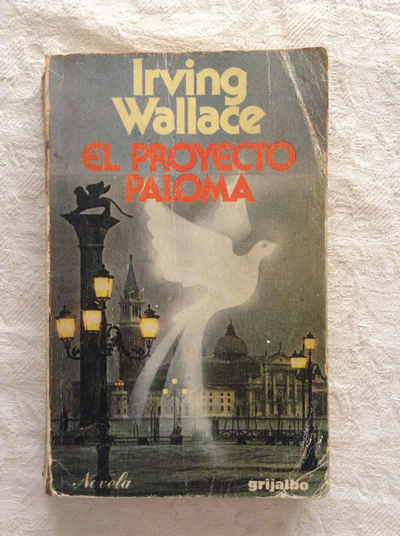 Irving
Wallace
EL PROYECTO
PALOMA
Novela
grijalbo